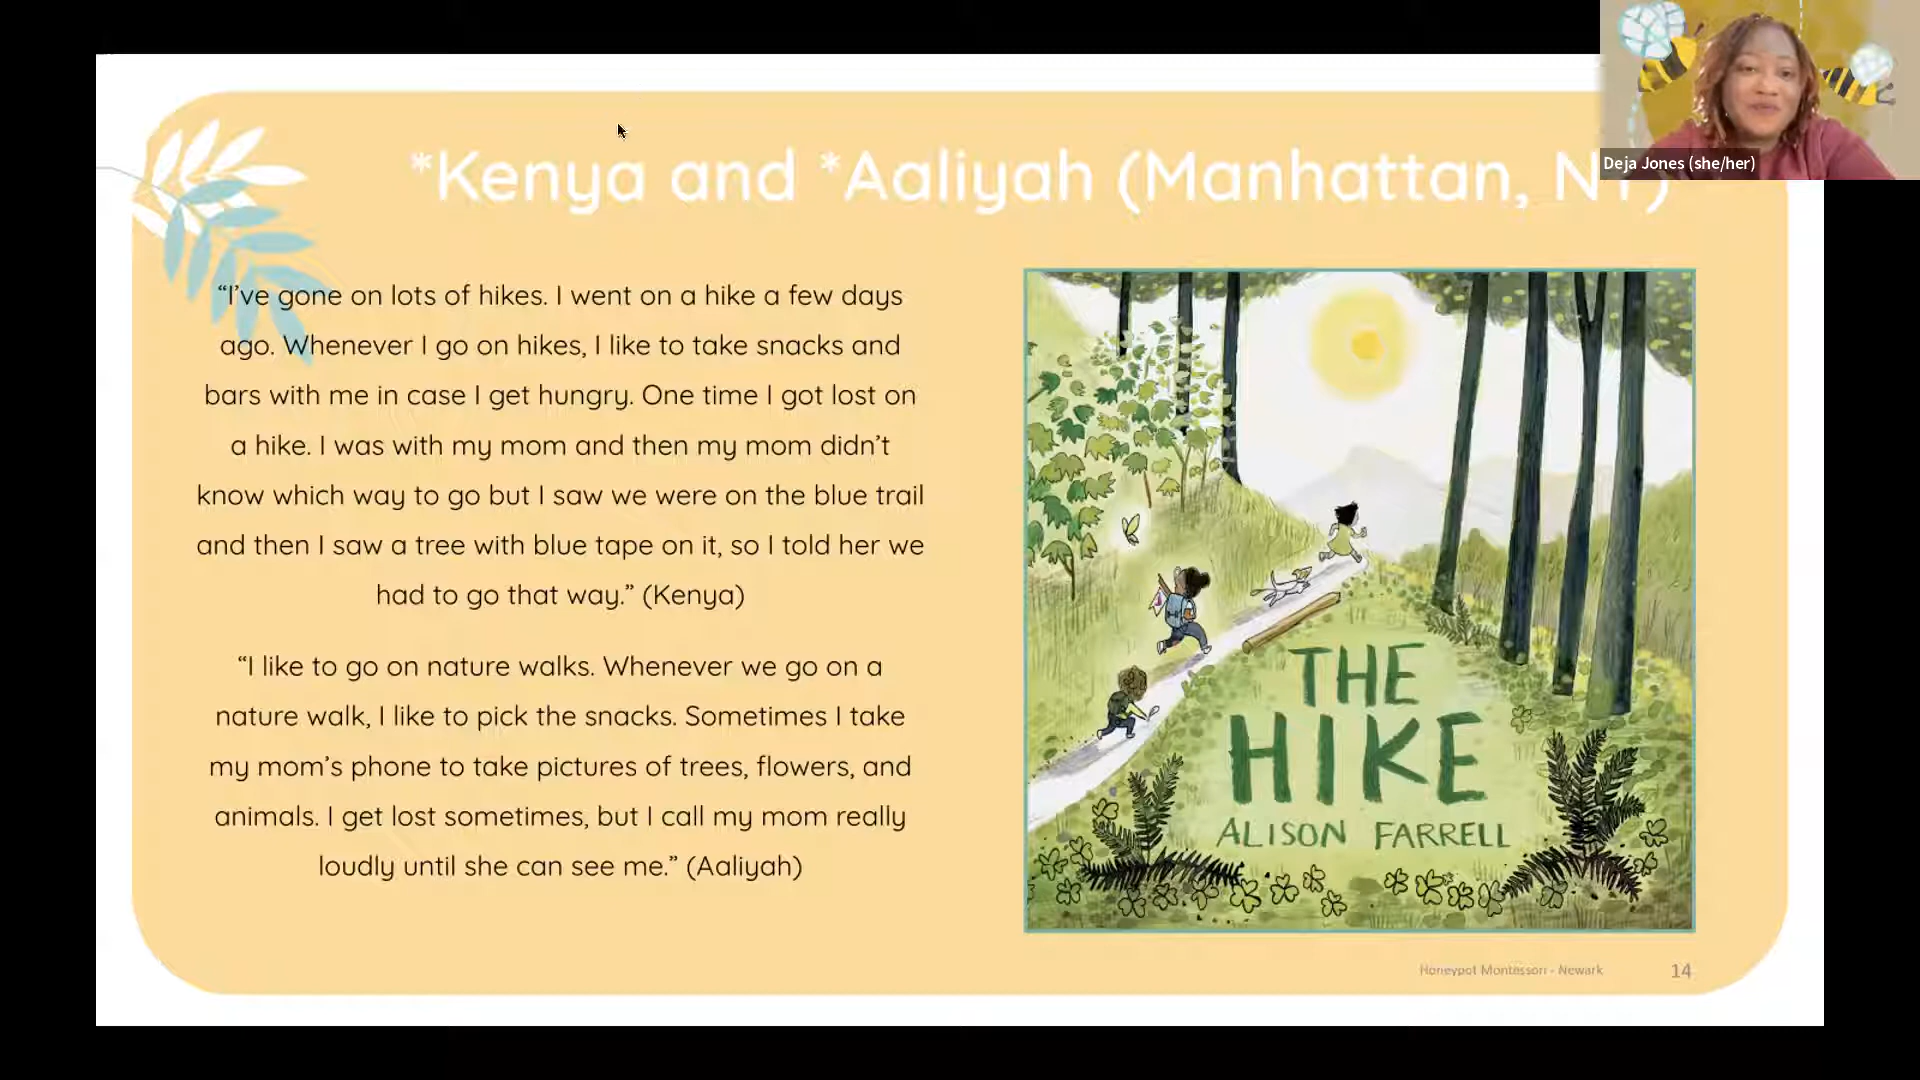 *Kenya and *Aaliyah (Manhattan, NY)
Deja Jones (she/her)
“I’ve gone on lots of hikes. I went on a hike a few days
ago. Whenever I go on hikes, I like to take snacks and
bars with me in case I get hungry. One time I got lost on
a hike. I was with my mom and then my mom didn’t
know which way to go but I saw we were on the blue trail
and then I saw a tree with blue tape on it, so I told her we
had to go that way.” (Kenya)
“I like to go on nature walks. Whenever we go on a
nature walk, I like to pick the snacks. Sometimes I take
my mom’s phone to take pictures of trees, flowers, and
animals. I get lost sometimes, but I call my mom really
loudly until she can see me.” (Aaliyah)
THE
HIKE
ALISON FARRELL
Honeypot Montessori - Newark
14